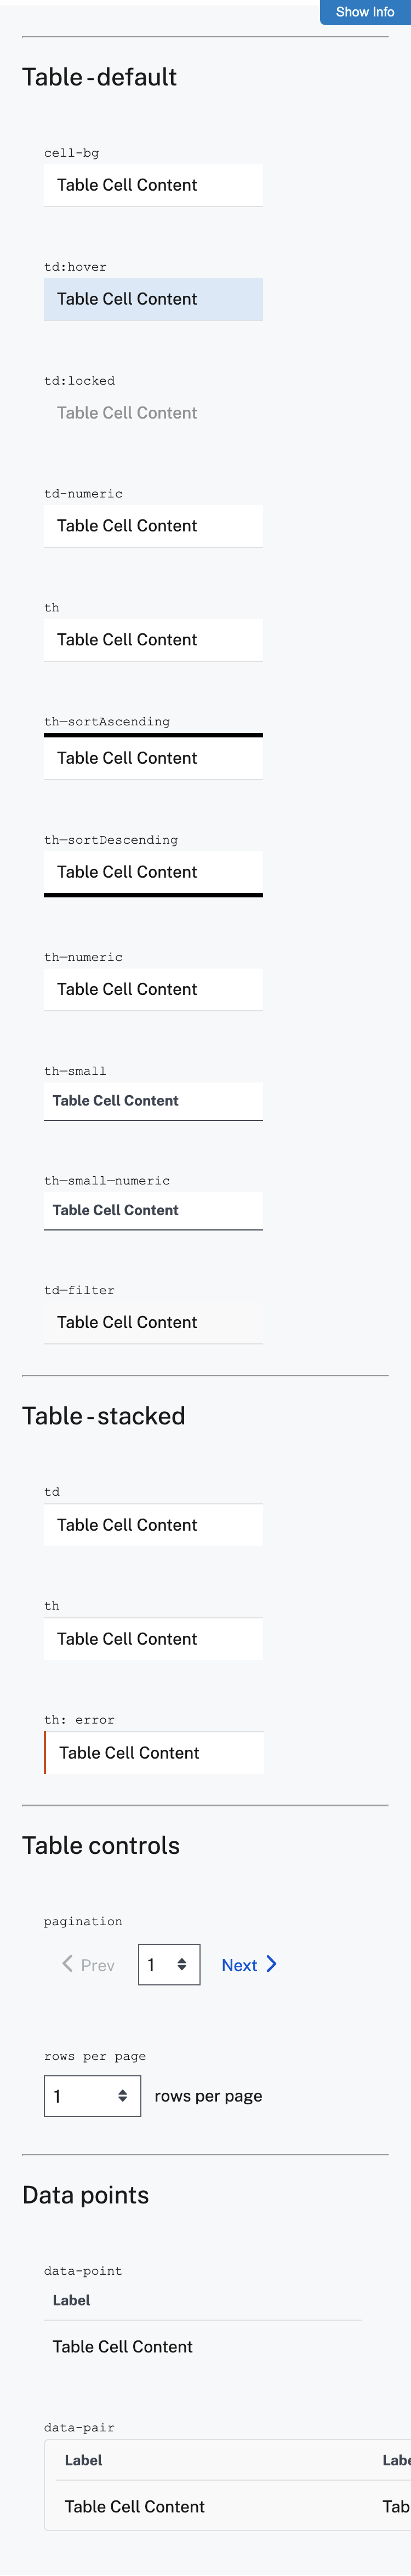 Show Info
Table - default
cell-bg
Table Cell Content
td:hover
Table Cell Content
td:locked
Table Cell Content
td-numeric
Table Cell Content
th
Table Cell Content
th—sortAscending
Table Cell Content
th—sortDescending
Table Cell Content
th—numeric
Table Cell Content
th—small
Table Cell Content
th—small—numeric
Table Cell Content
td—filter
Table Cell Content
Table - stacked
td
Table Cell Content
th
Table Cell Content
th: error
Table Cell Content
Table controls
pagination
Prev 1 Next
rows per page
1 rows per page
Data points
data-point
Label
Table Cell Content
data-pair
Label
Table Cell Content